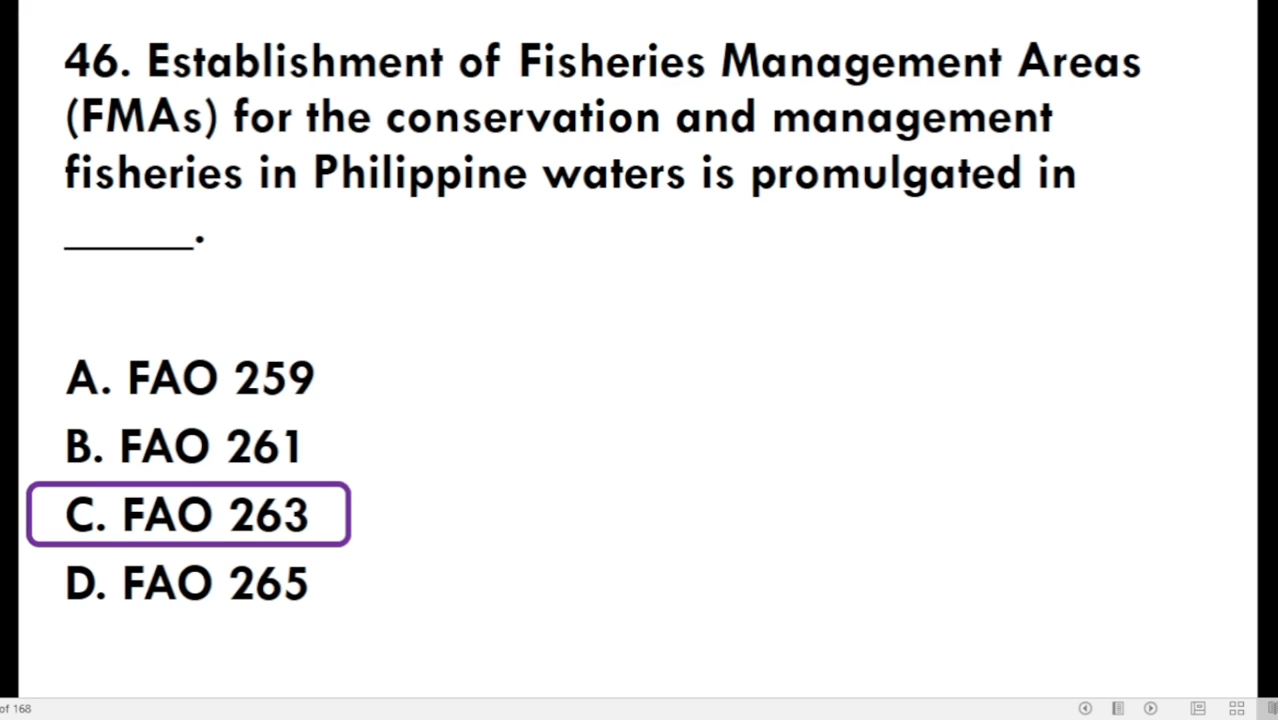 46. Establishment of Fisheries Management Areas
(FMAs) for the conservation and management
fisheries in Philippine waters is promulgated in
______.
A. FAO 259
B. FAO 261
C. FAO 263
D. FAO 265
of 168